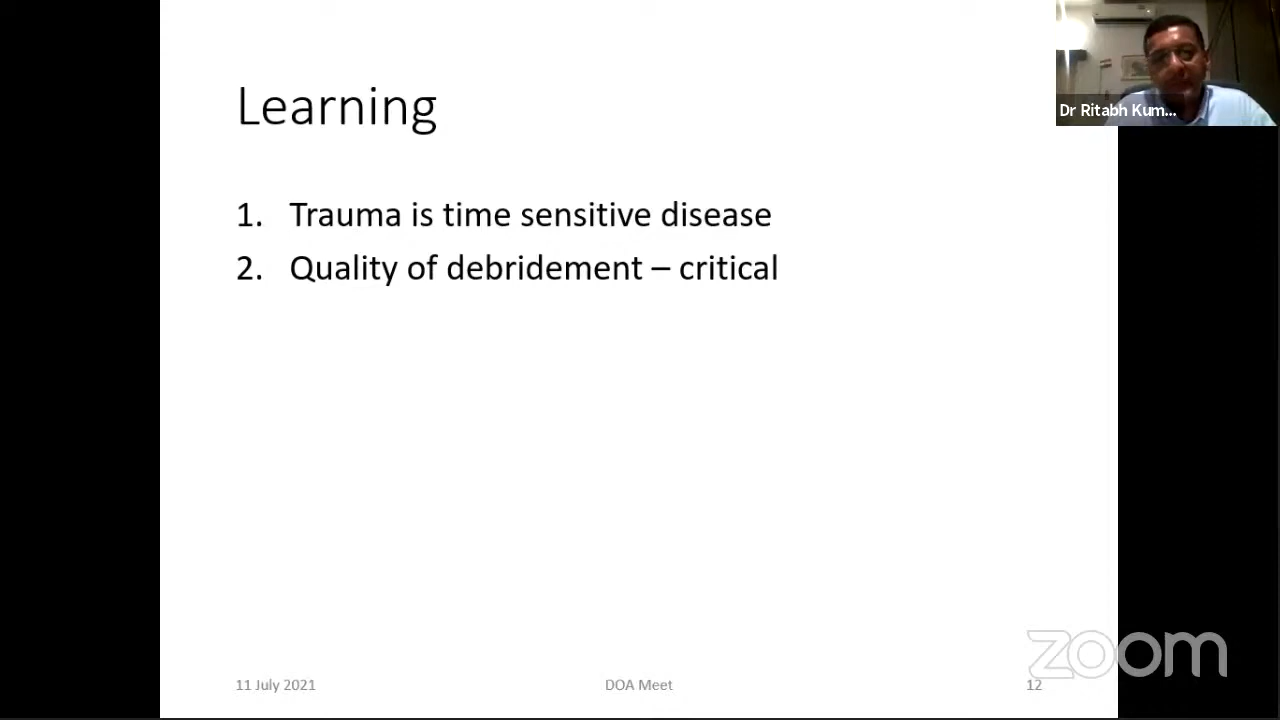 Learning
Dr Ritabh Kum...
1. Trauma is time sensitive disease
2. Quality of debridement – critical
zoom
11 July 2021
DOA Meet
12